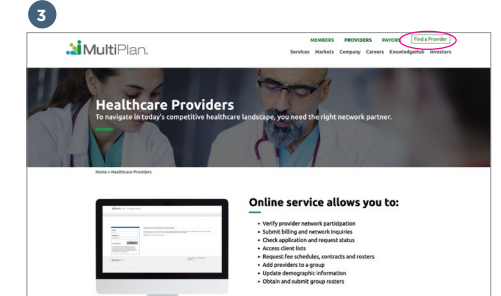 3
MEMBERS PROVIDERS PAYORS Find a Provider
MultiPlan.
Services Markets Company Careers KnowledgeHub Investors
Healthcare Providers
To navigate in today's competitive healthcare landscape, you need the right network partner.
Home » Healthcare Providers
Online service allows you to:
• Verify provider network participation
• Submit billing and network inquiries
• Check application and request status
• Access client lists
• Request fee schedules, contracts and rosters
• Add providers to a group
• Update demographic information
• Obtain and submit group rosters